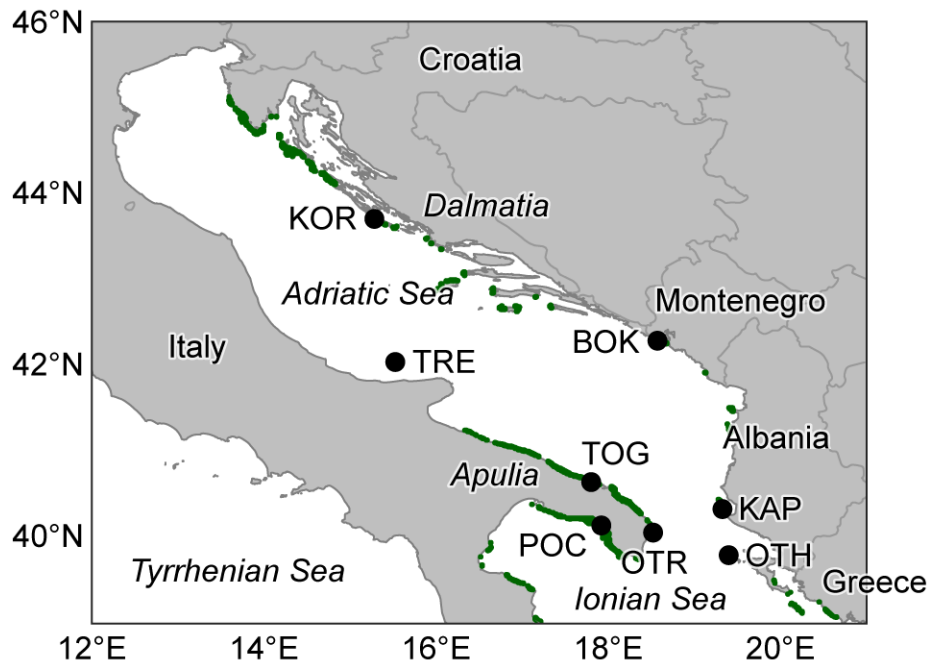 46°N
Croatia
44°N
Dalmatia
KOR
Adriatic Sea
Montenegro
BOK
Italy
TRE
42°N
Albania
TOG
Apulia
KAP
40°N
POC
OTR
OTH
Tyrrhenian Sea
Ionian Sea
Greece
12°E
14°E
16°E
18°E
20°E